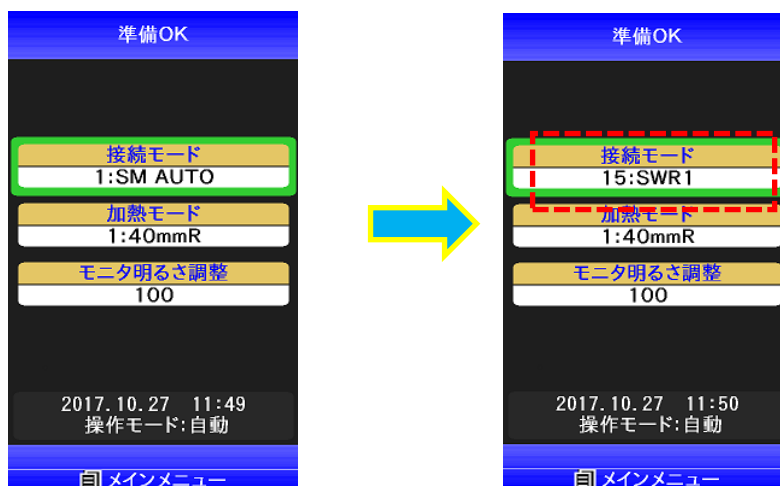 準備OK
接続モード
1:SM AUTO
加熱モード
1:40mmR
モニタ明るさ調整
100
2017.10.27 11:49
操作モード:自動
メインメニュー
準備OK
接続モード
15:SWR1
加熱モード
1:40mmR
モニタ明るさ調整
100
2017.10.27 11:50
操作モード:自動
メインメニュー